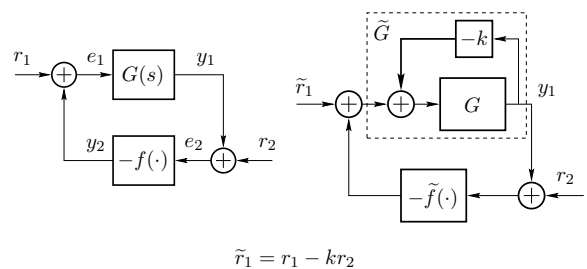 r₁
e₁
G(s)
y₁
y₂
−f(·)
e₂
r₂
G̃
−k
r̃₁
G
y₁
−f̃(·)
r₂
r̃₁ = r₁ − kr₂